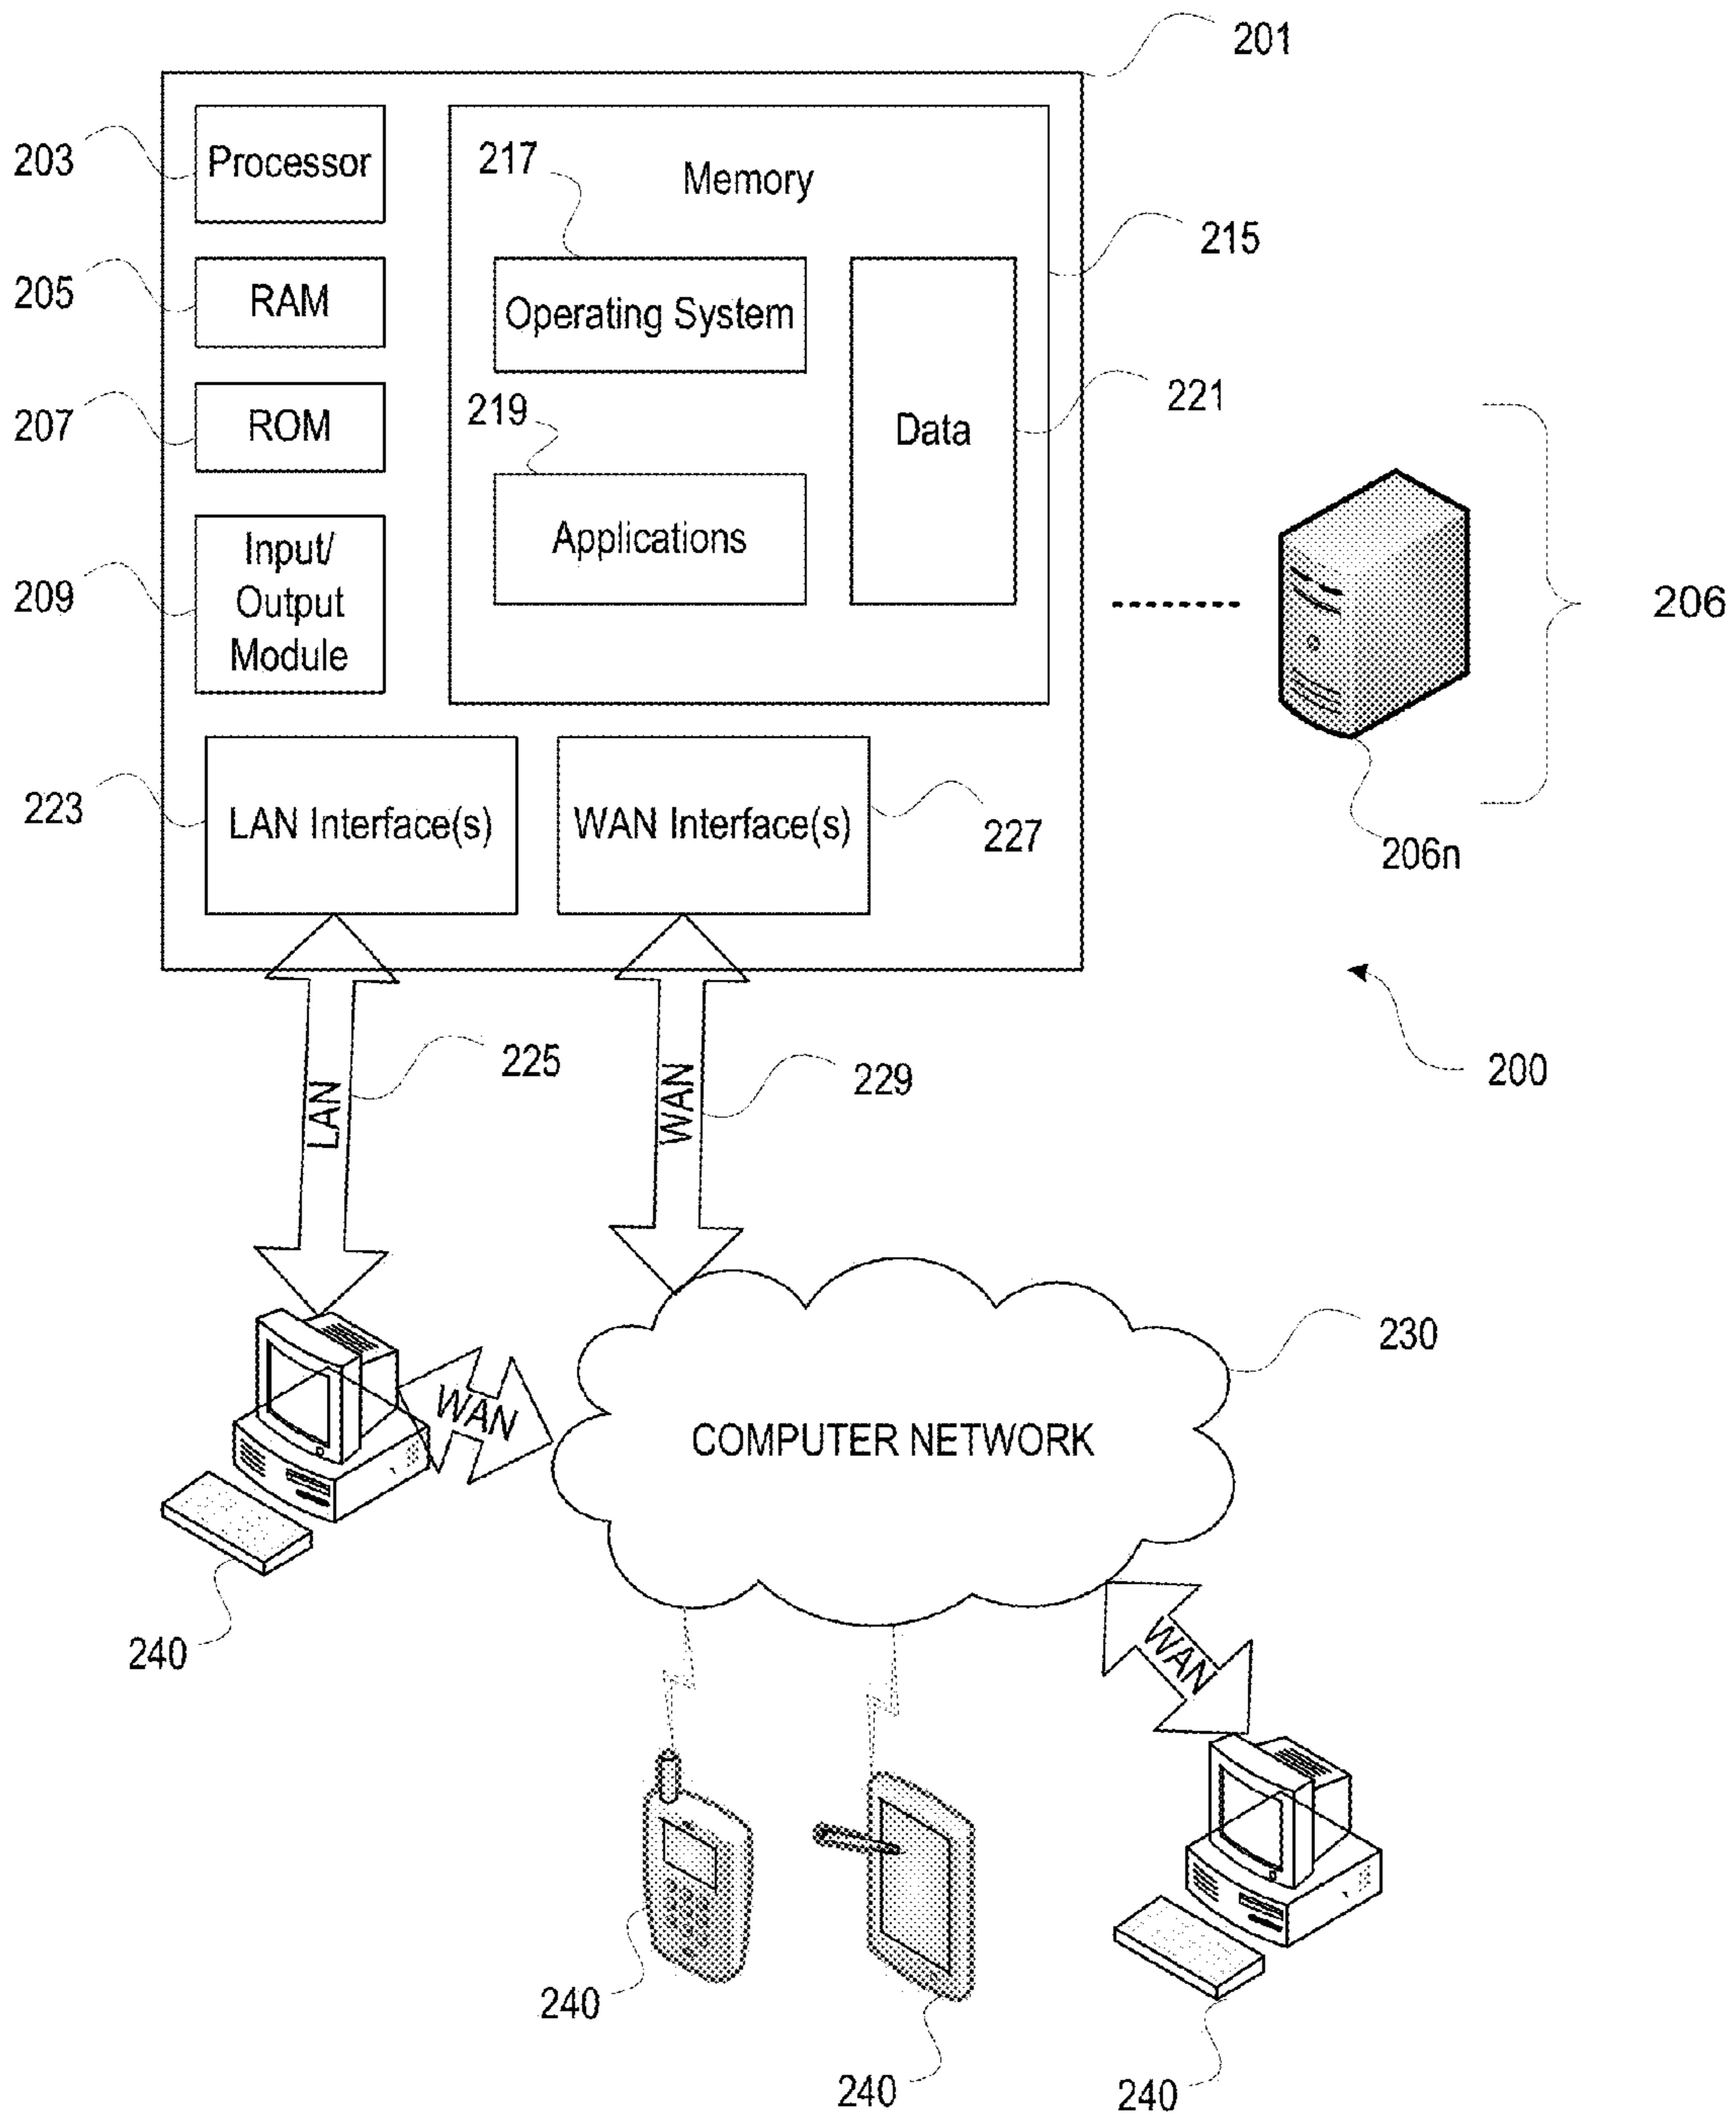 201
203
Processor
217
Memory
215
205
RAM
Operating System
221
207
ROM
219
Data
Applications
209
Input/
Output
Module
206
223
LAN Interface(s)
WAN Interface(s)
227
206n
225
229
200
LAN
WAN
230
WAN
COMPUTER NETWORK
240
WAN
240
240
240